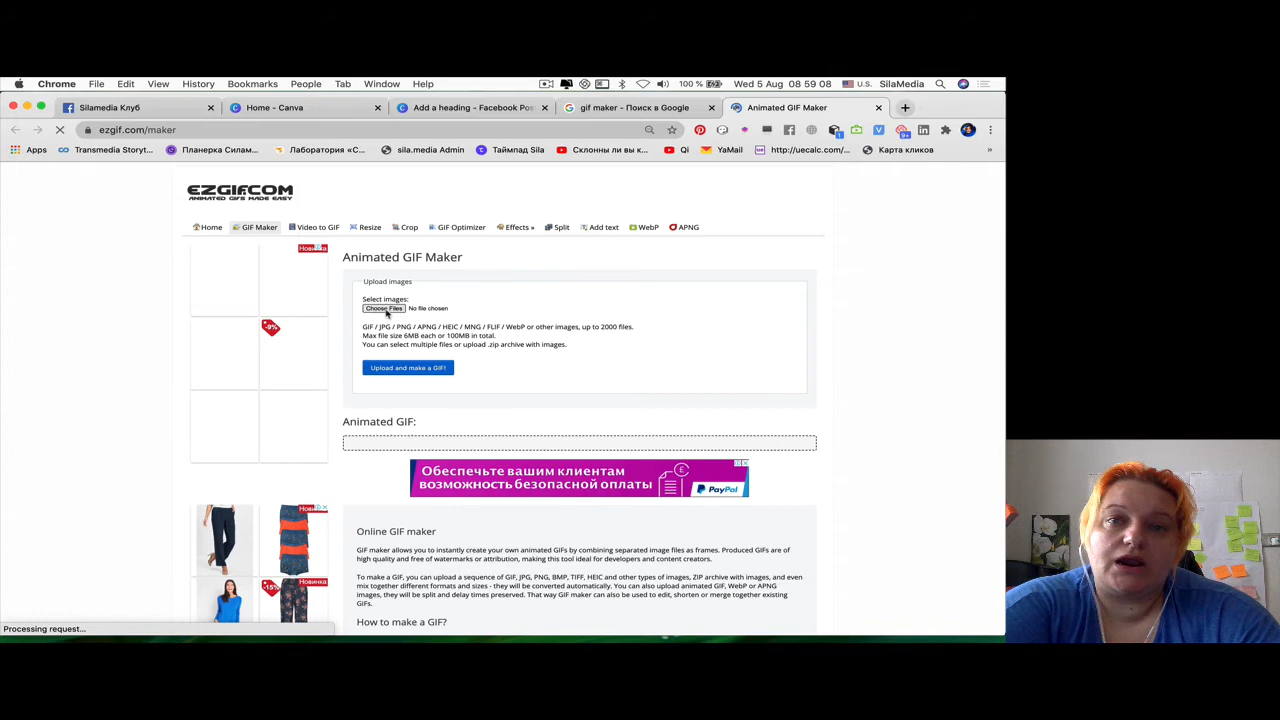 Chrome File Edit View History Bookmarks People Tab Window Help 100 % Wed 5 Aug 08 59 08 U.S. SilaMedia
Silamedia Клуб Home - Canva Add a heading - Facebook Pos gif maker - Поиск в Google Animated GIF Maker
ezgif.com/maker
Apps Transmedia Storyt... Планерка Силам... Лаборатория «С... sila.media Admin Таймпад Sila Склонны ли вы к... Qi YaMail http://uecalc.com/... Карта кликов »
EZGIF.COM
ANIMATED GIFS MADE EASY
Home GIF Maker Video to GIF Resize Crop GIF Optimizer Effects » Split Add text WebP APNG
Новинка
Animated GIF Maker
Upload images
Select images:
Choose Files No file chosen
GIF / JPG / PNG / APNG / HEIC / MNG / FLIF / WebP or other images, up to 2000 files.
-9%
Max file size 6MB each or 100MB in total.
You can select multiple files or upload .zip archive with images.
Upload and make a GIF!
Animated GIF:
Обеспечьте вашим клиентам
возможность безопасной оплаты
PayPal
Новинка
Online GIF maker
GIF maker allows you to instantly create your own animated GIFs by combining separated image files as frames. Produced GIFs are of
high quality and free of watermarks or attribution, making this tool ideal for developers and content creators.
To make a GIF, you can upload a sequence of GIF, JPG, PNG, BMP, TIFF, HEIC and other types of images, ZIP archive with images, and even
Новинка
-15%
mix together different formats and sizes - they will be converted automatically. You can also upload animated GIF, WebP or APNG
images, they will be split and delay times preserved. That way GIF maker can also be used to edit, shorten or merge together existing
GIFs.
How to make a GIF?
Processing request...